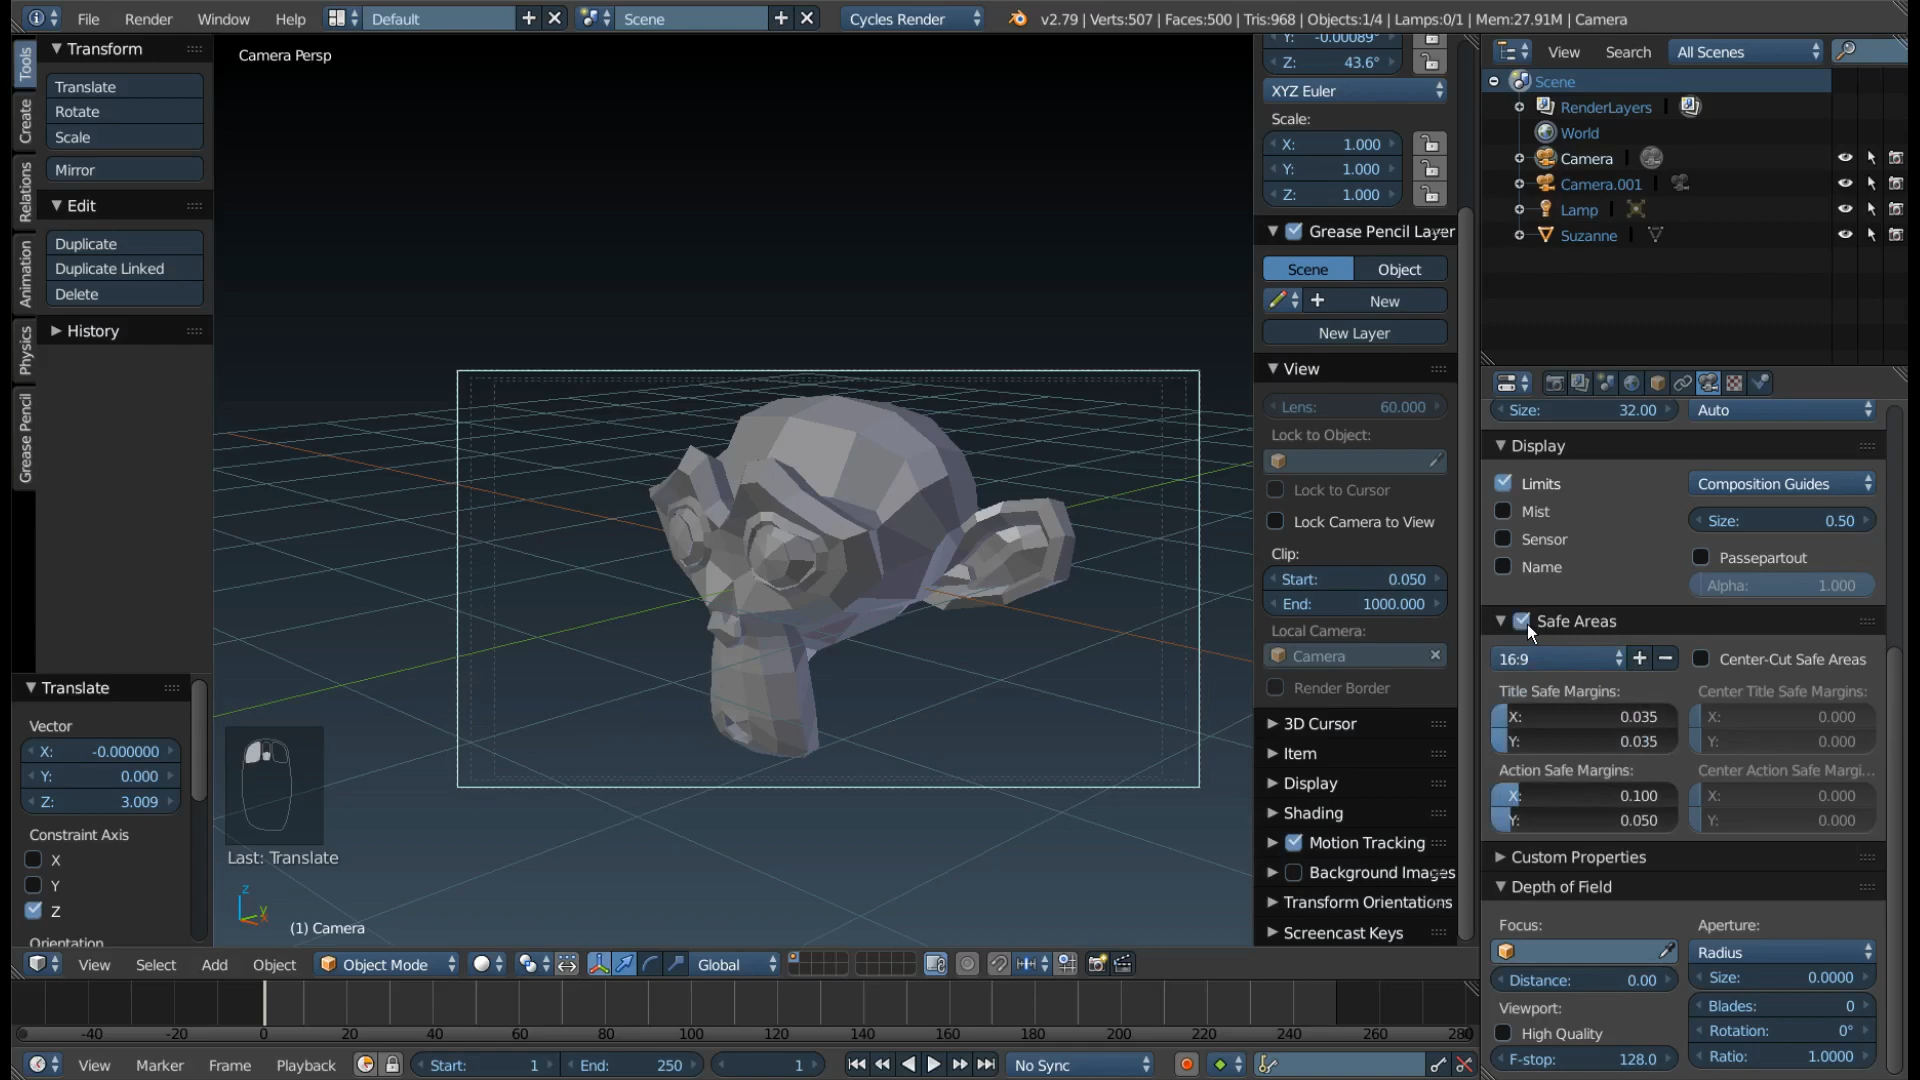 File Render Window Help Default Scene Cycles Render v2.79 | Verts:507 | Faces:500 | Tris:968 | Objects:1/4 | Lamps:0/1 | Mem:27.91M | Camera
Tools
Create
Relations
Animation
Physics
Grease Pencil
Transform
Translate
Rotate
Scale
Mirror
Edit
Duplicate
Duplicate Linked
Delete
History
Translate
Vector
X: -0.000000
Y: 0.000
Z: 3.009
Constraint Axis
X
Y
Z
Orientation
Camera Persp
Last: Translate
z
y
(1) Camera
Y: -0.00089°
Z: 43.6°
XYZ Euler
Scale:
X: 1.000
Y: 1.000
Z: 1.000
Grease Pencil Layer
Scene Object
New
New Layer
View
Lens: 60.000
Lock to Object:
Lock to Cursor
Lock Camera to View
Clip:
Start: 0.050
End: 1000.000
Local Camera:
Camera
Render Border
3D Cursor
Item
Display
Shading
Motion Tracking
Background Images
Transform Orientations
Screencast Keys
View Search All Scenes
Scene
RenderLayers
World
Camera
Camera.001
Lamp
Suzanne
Size: 32.00 Auto
Display
Limits Composition Guides
Mist Size: 0.50
Sensor
Name Passepartout
Alpha: 1.000
Safe Areas
16:9 Center-Cut Safe Areas
Title Safe Margins: Center Title Safe Margins:
X: 0.035 X: 0.000
Y: 0.035 Y: 0.000
Action Safe Margins: Center Action Safe Margi...
X: 0.100 X: 0.000
Y: 0.050 Y: 0.000
Custom Properties
Depth of Field
Focus: Aperture:
Radius
Distance: 0.00 Size: 0.0000
Viewport: Blades: 0
High Quality Rotation: 0°
F-stop: 128.0 Ratio: 1.0000
View Select Add Object Object Mode Global
-40 -20 0 20 40 60 80 100 120 140 160 180 200 220 240 260 280
View Marker Frame Playback Start: 1 End: 250 1 No Sync